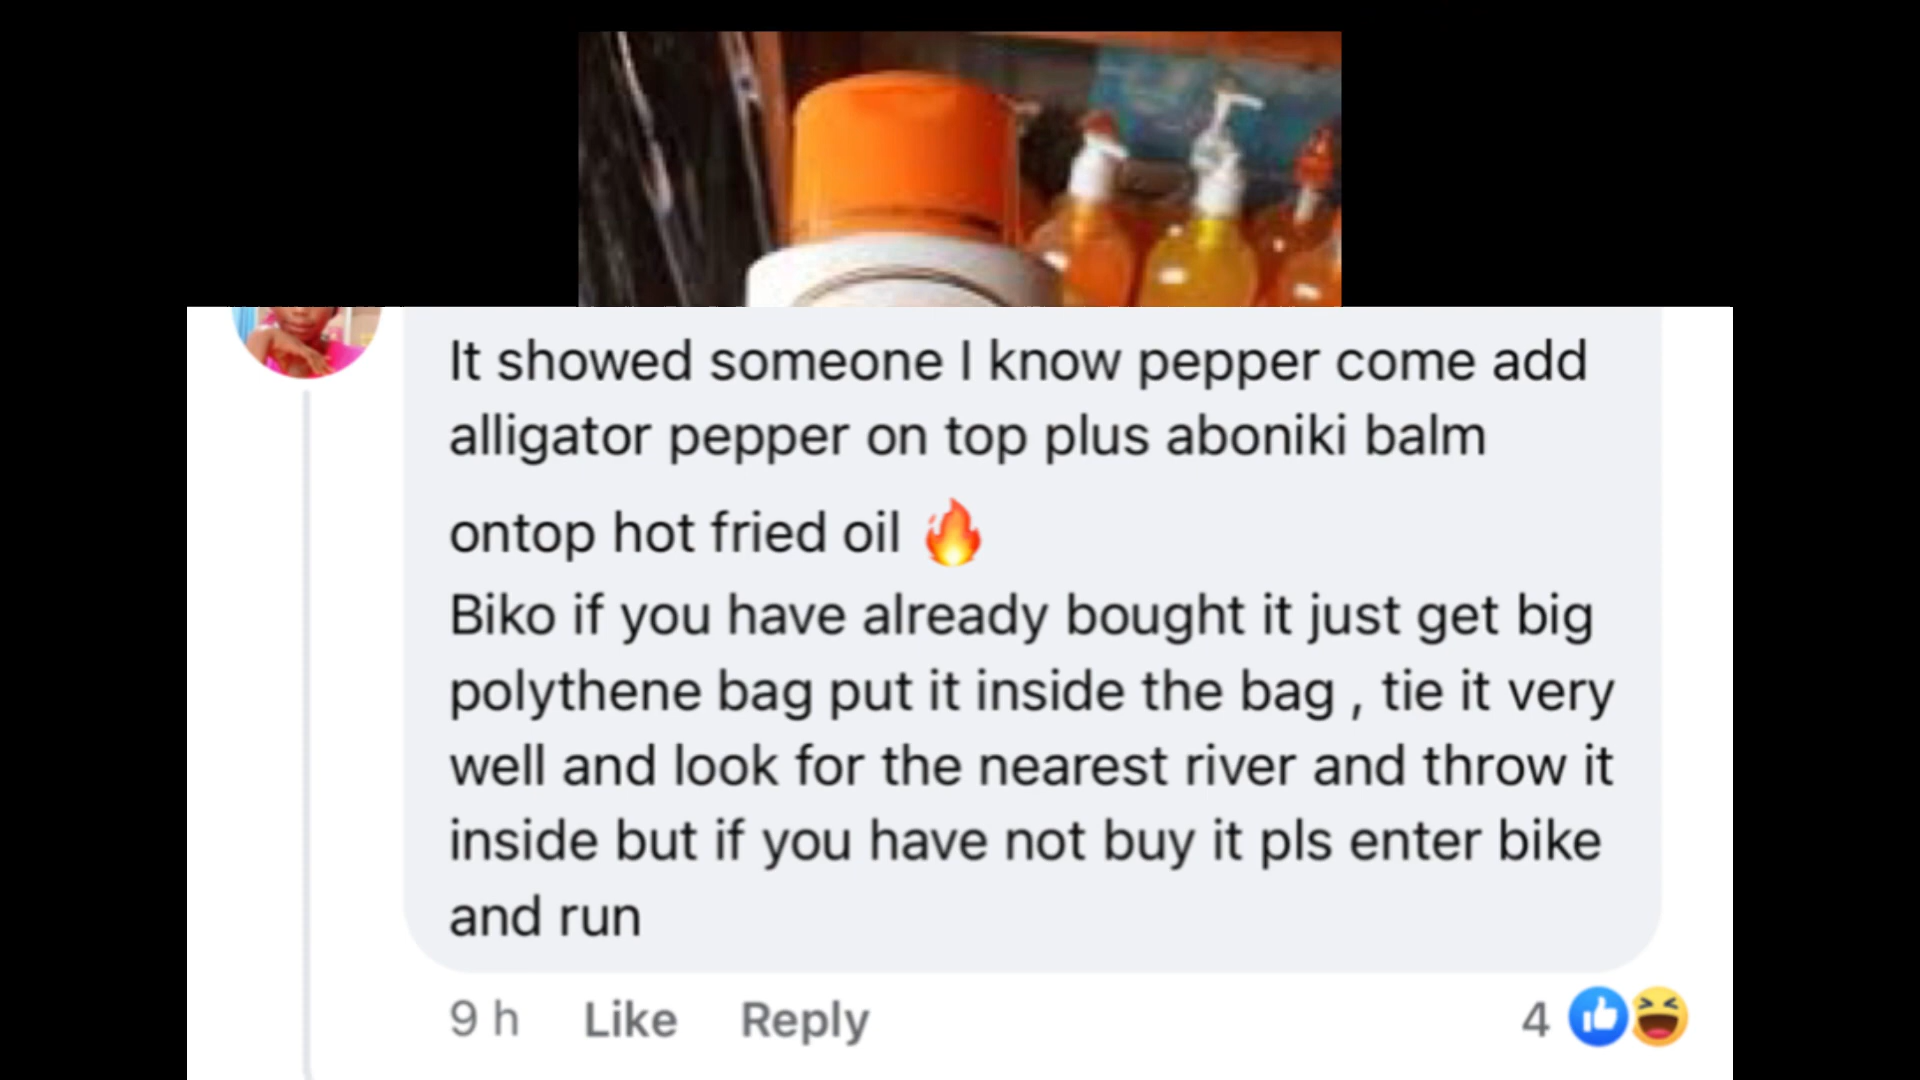 It showed someone I know pepper come add
alligator pepper on top plus aboniki balm
ontop hot fried oil 🔥
Biko if you have already bought it just get big
polythene bag put it inside the bag , tie it very
well and look for the nearest river and throw it
inside but if you have not buy it pls enter bike
and run
9 h Like Reply 4